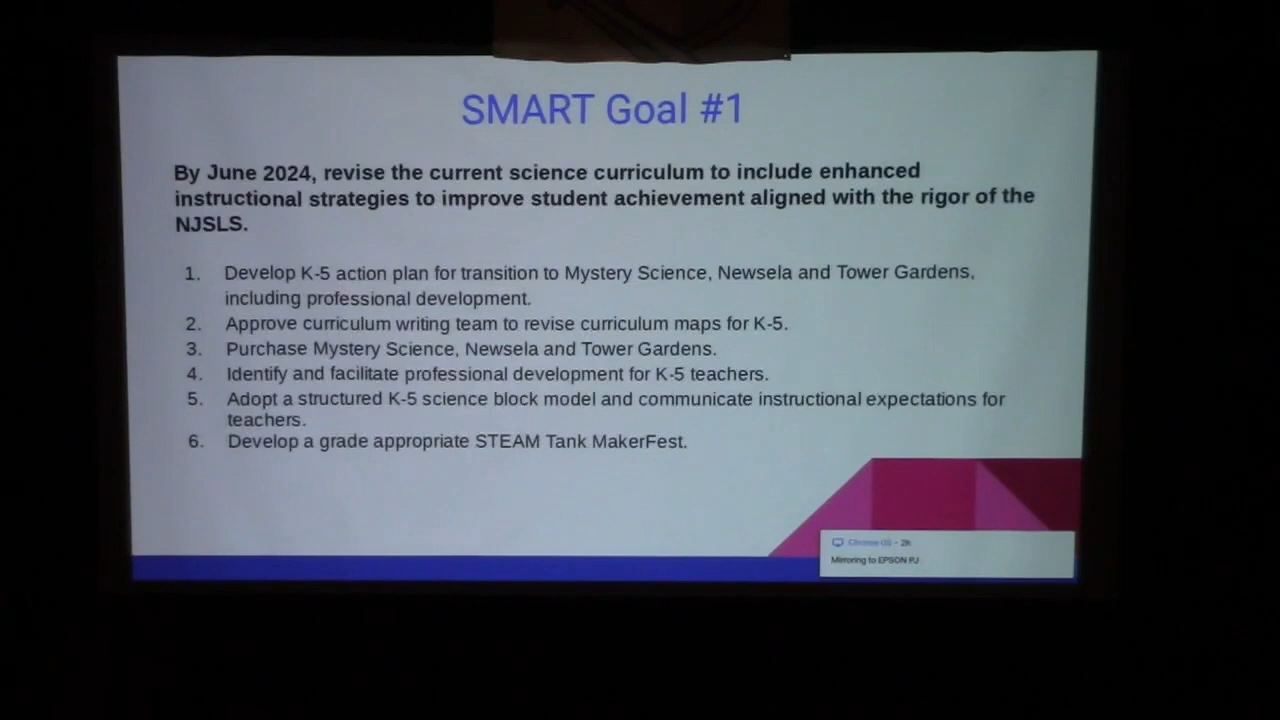 SMART Goal #1
By June 2024, revise the current science curriculum to include enhanced
instructional strategies to improve student achievement aligned with the rigor of the
NJSLS.
1. Develop K-5 action plan for transition to Mystery Science, Newsela and Tower Gardens,
including professional development.
2. Approve curriculum writing team to revise curriculum maps for K-5.
3. Purchase Mystery Science, Newsela and Tower Gardens.
4. Identify and facilitate professional development for K-5 teachers.
5. Adopt a structured K-5 science block model and communicate instructional expectations for
teachers.
6. Develop a grade appropriate STEAM Tank MakerFest.
Chrome OS - 2h
Mirroring to EPSON PJ